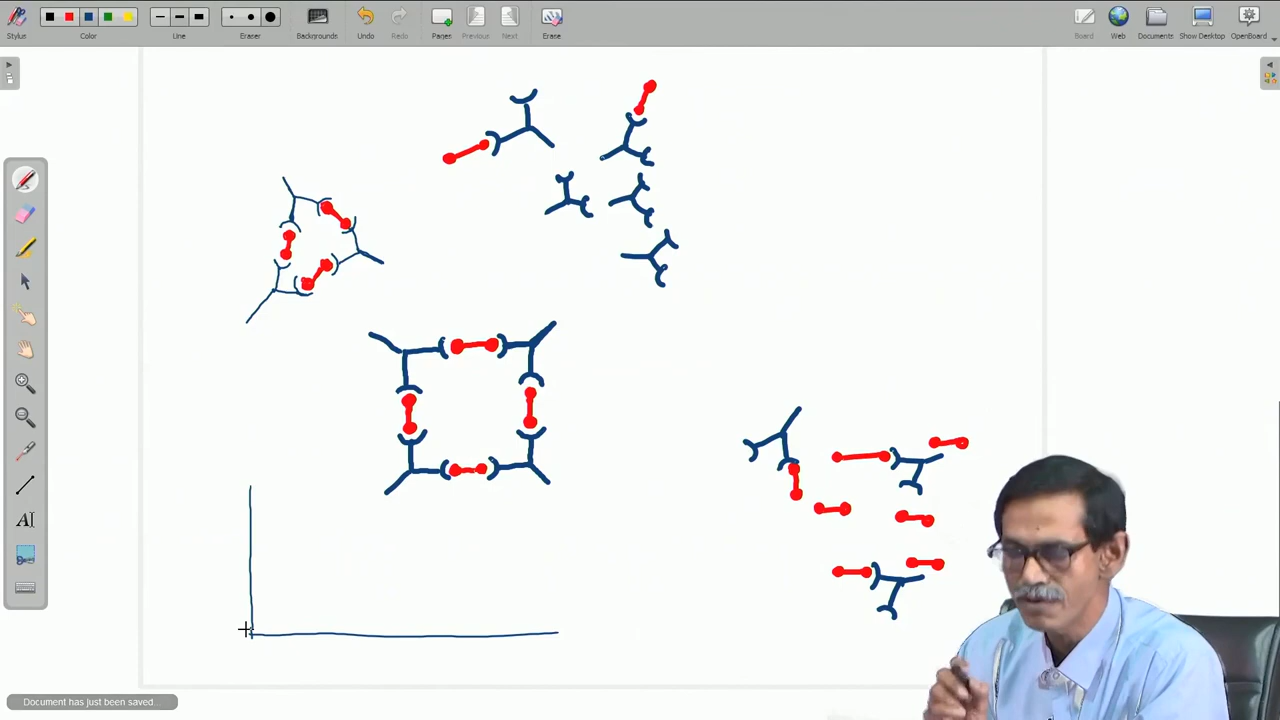 Stylus
Color
Line
Eraser
Backgrounds
Undo
Redo
Pages
Previous
Next
Erase
Board
Web
Documents
Show Desktop
OpenBoard
AI
Document has just been saved...